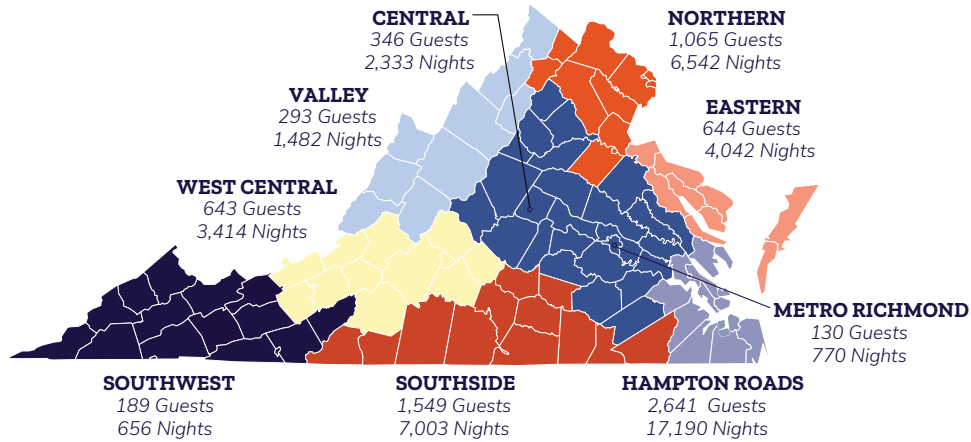 CENTRAL
346 Guests
2,333 Nights
NORTHERN
1,065 Guests
6,542 Nights
VALLEY
293 Guests
1,482 Nights
EASTERN
644 Guests
4,042 Nights
WEST CENTRAL
643 Guests
3,414 Nights
METRO RICHMOND
130 Guests
770 Nights
SOUTHWEST
189 Guests
656 Nights
SOUTHSIDE
1,549 Guests
7,003 Nights
HAMPTON ROADS
2,641 Guests
17,190 Nights